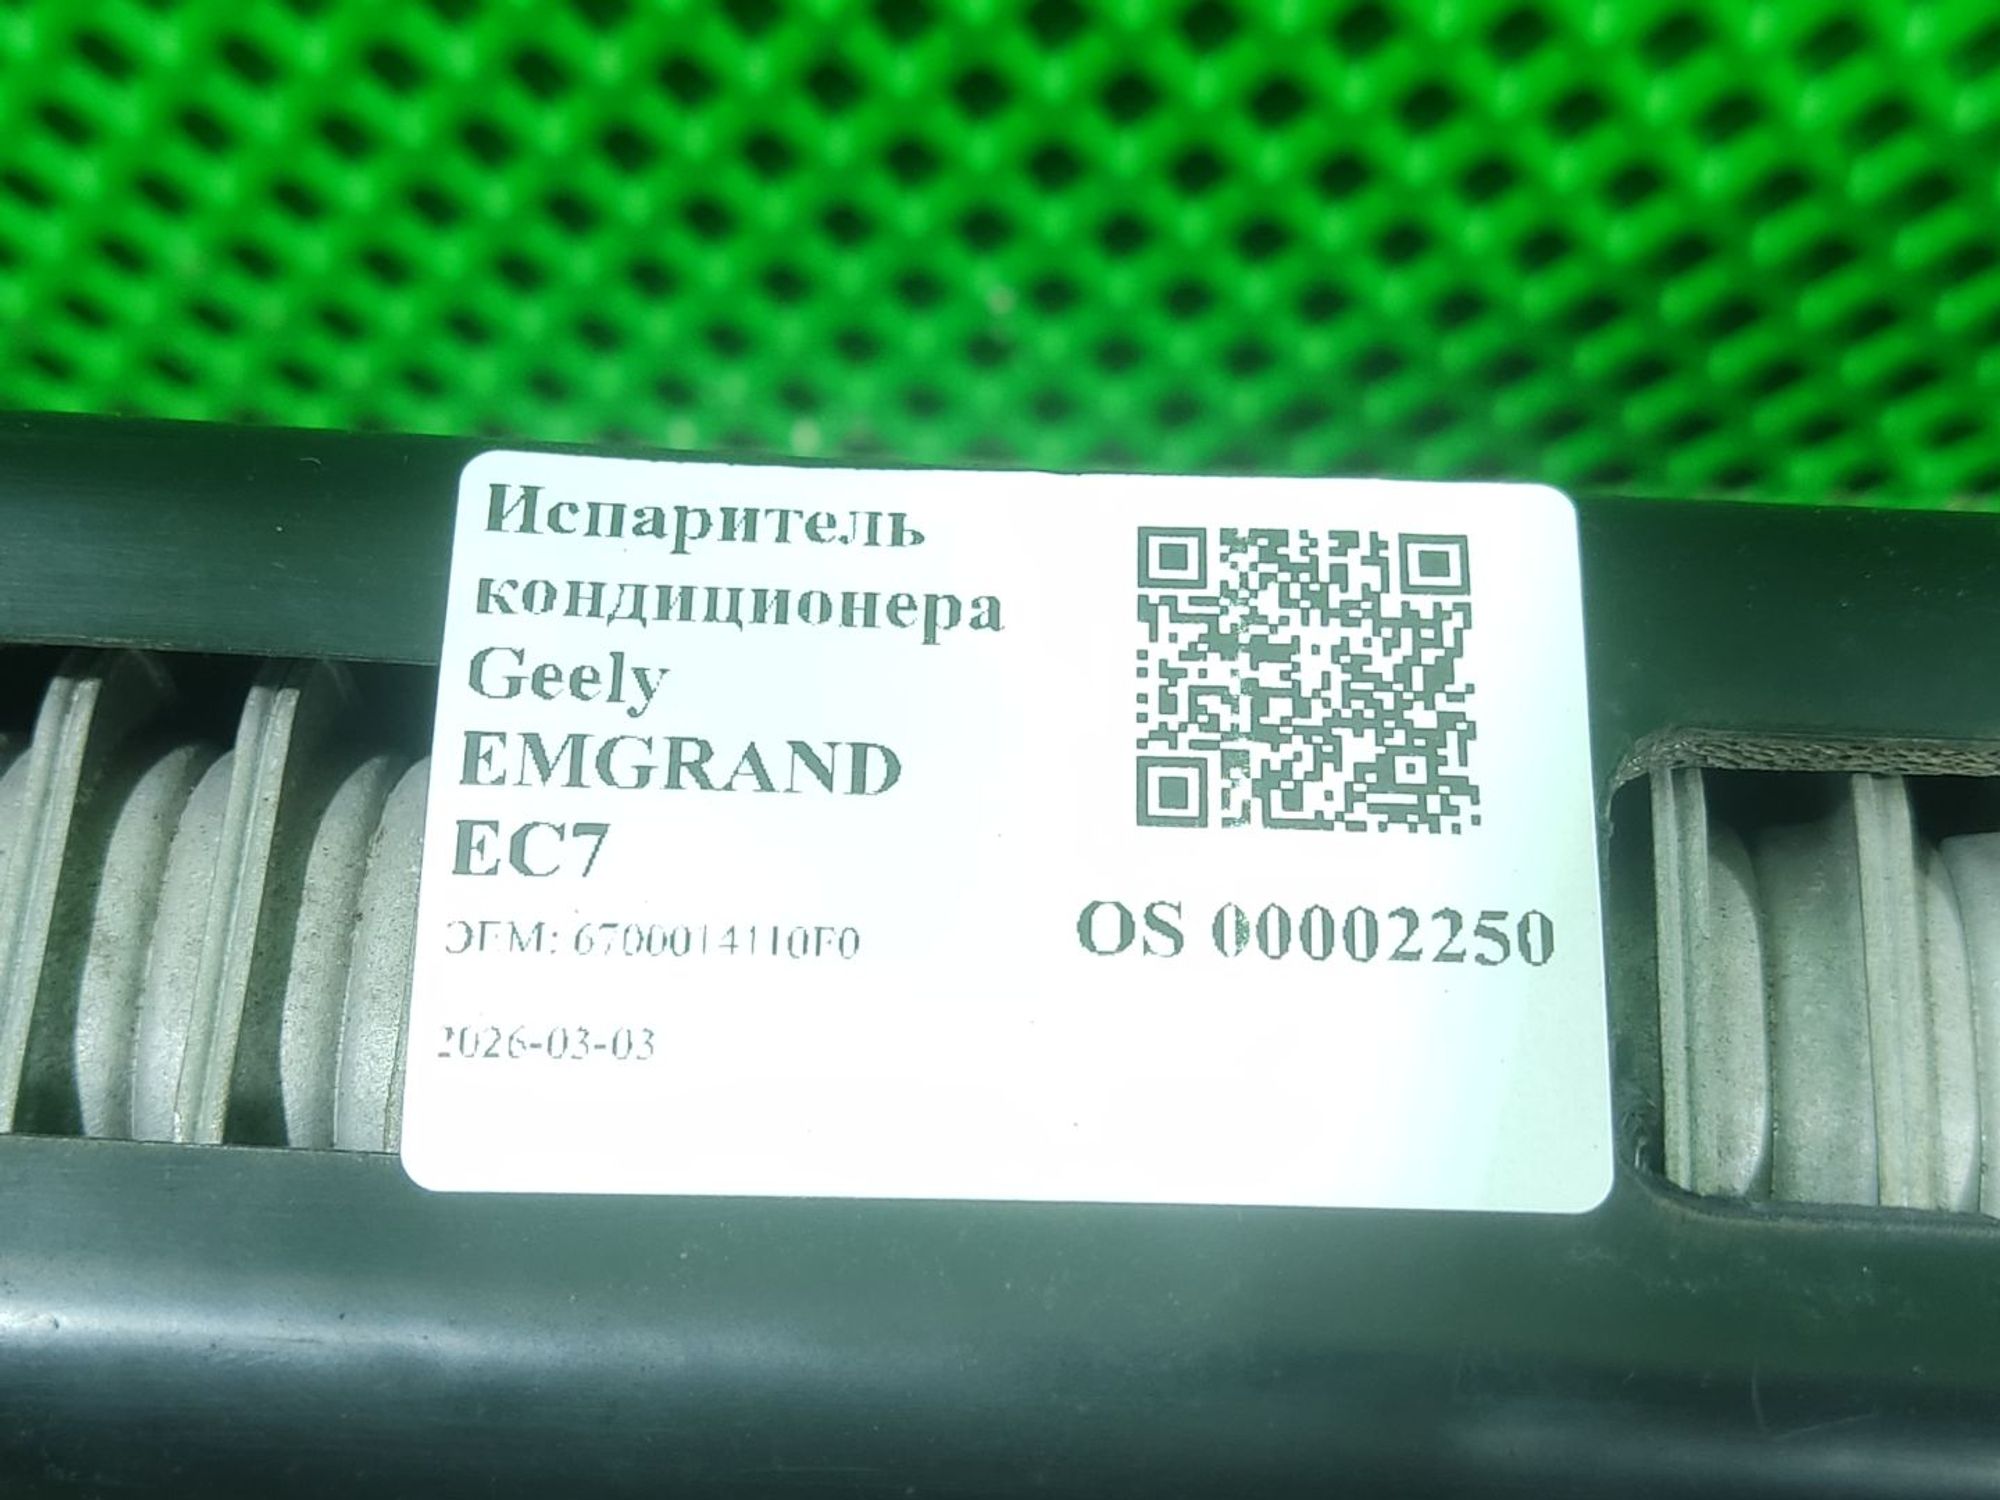 Испаритель
кондиционера
Geely
EMGRAND
EC7
ОЕМ: 6700014110F0
OS 00002250
2026-03-03